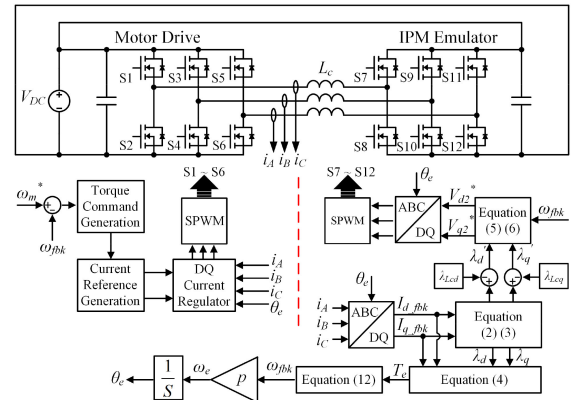 Motor Drive
IPM Emulator
V_DC
S1
S3
S5
L_c
S7
S9
S11
S2
S4
S6
S8
S10
S12
i_A i_B i_C
S1 ~ S6
S7 ~ S12
θ_e
ω_m*
ω_fbk
Torque
Command
Generation
SPWM
SPWM
ABC
DQ
V_d2*
V_q2*
Equation
(5) (6)
ω_fbk
Current
Reference
Generation
DQ
Current
Regulator
i_A
i_B
i_C
θ_e
λ_d'
λ_q'
λ_Lcd
λ_Lcq
θ_e
i_A
i_B
i_C
ABC
DQ
I_d_fbk
I_q_fbk
Equation
(2) (3)
λ_d
λ_q
θ_e
1
S
ω_e
p
ω_fbk
Equation (12)
T_e
Equation (4)